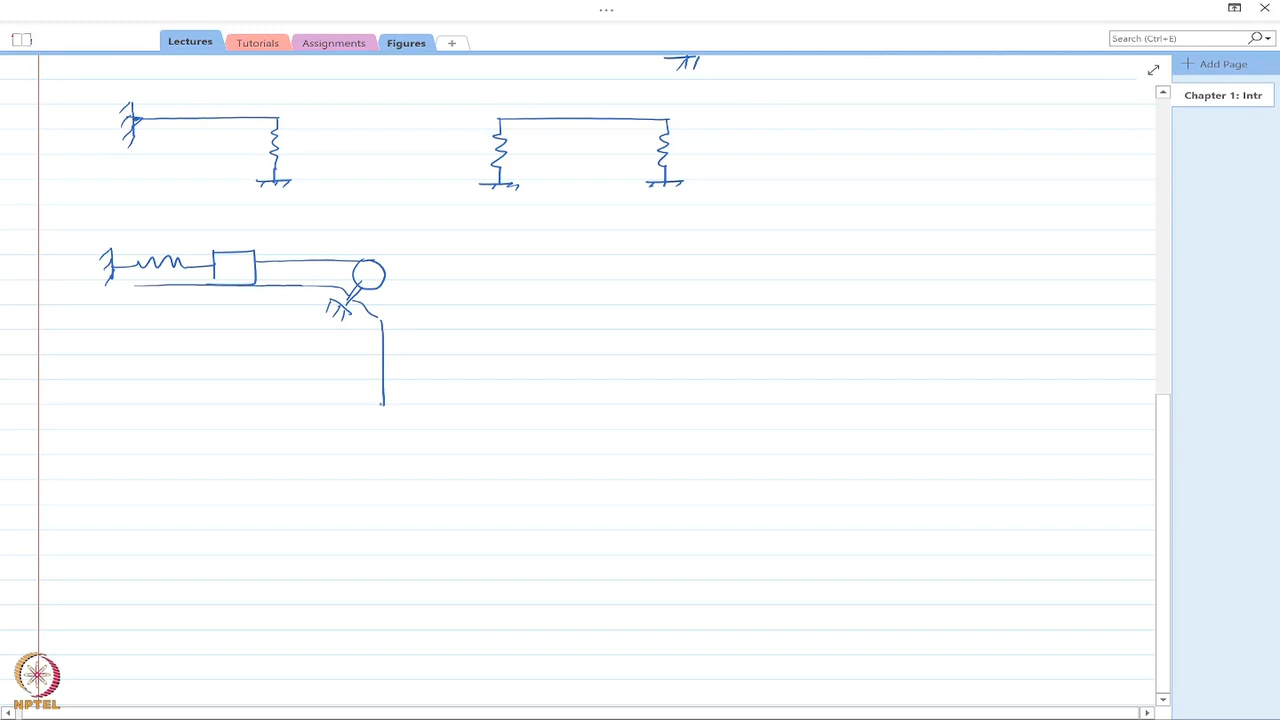 Lectures
Tutorials
Assignments
Figures
Search (Ctrl+E)
Add Page
Chapter 1: Intr
NPTEL